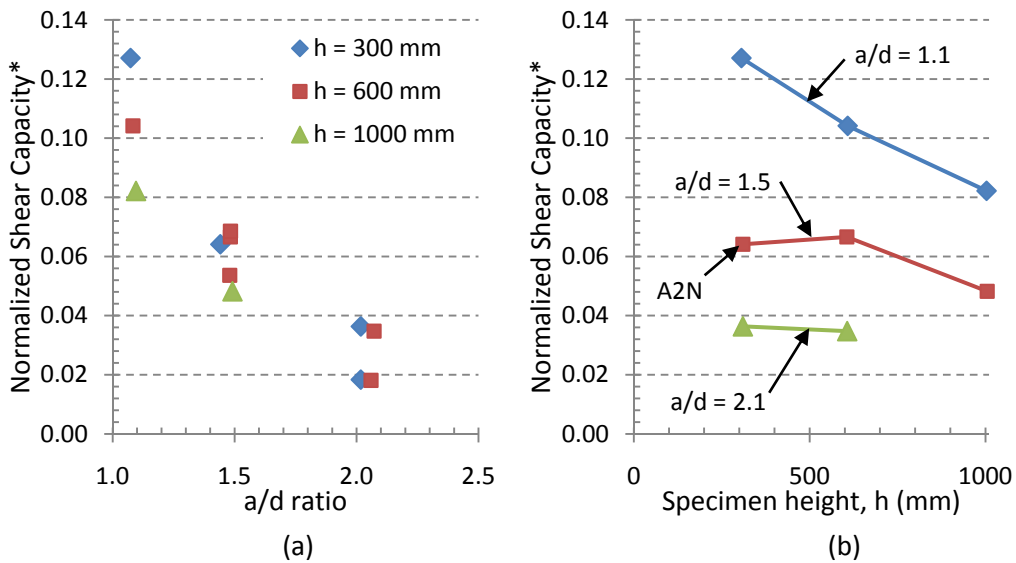 Normalized Shear Capacity*
0.14
0.12
0.10
0.08
0.06
0.04
0.02
0.00
h = 300 mm
h = 600 mm
h = 1000 mm
1.0 1.5 2.0 2.5
a/d ratio
(a)
Normalized Shear Capacity*
0.14
0.12
0.10
0.08
0.06
0.04
0.02
0.00
a/d = 1.1
a/d = 1.5
A2N
a/d = 2.1
0 500 1000
Specimen height, h (mm)
(b)